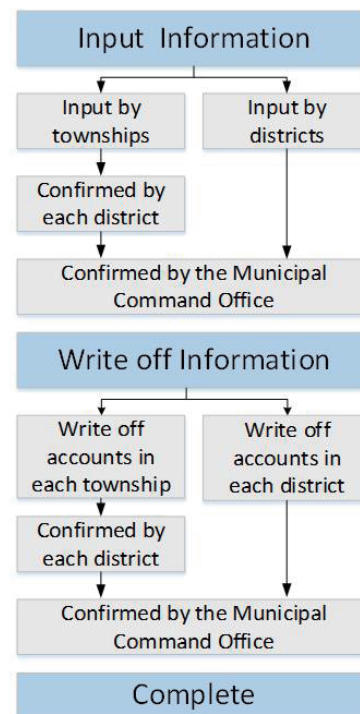 Input Information
Input by
townships
Input by
districts
Confirmed by
each district
Confirmed by the Municipal
Command Office
Write off Information
Write off
accounts in
each township
Write off
accounts in
each district
Confirmed by
each district
Confirmed by the Municipal
Command Office
Complete